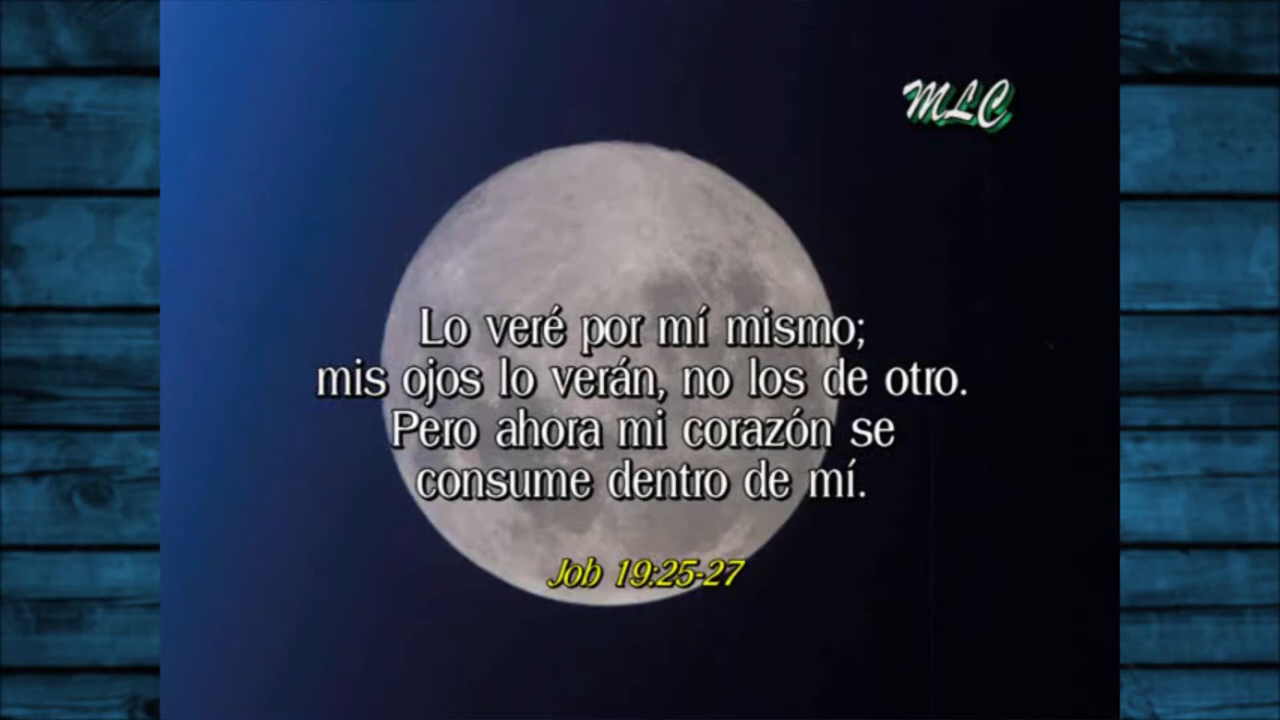 MLC
Lo veré por mí mismo;
mis ojos lo verán, no los de otro.
Pero ahora mi corazón se
consume dentro de mí.
Job 19:25-27